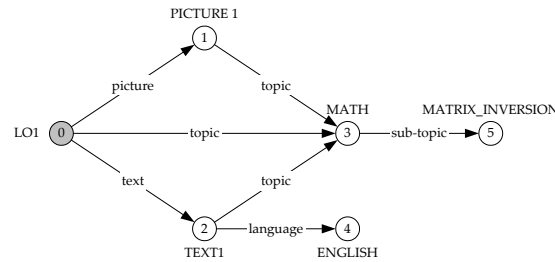 PICTURE 1
1
picture
topic
MATH
MATRIX_INVERSION
LO1
0
topic
3
sub-topic
5
text
topic
2
language
4
TEXT1
ENGLISH